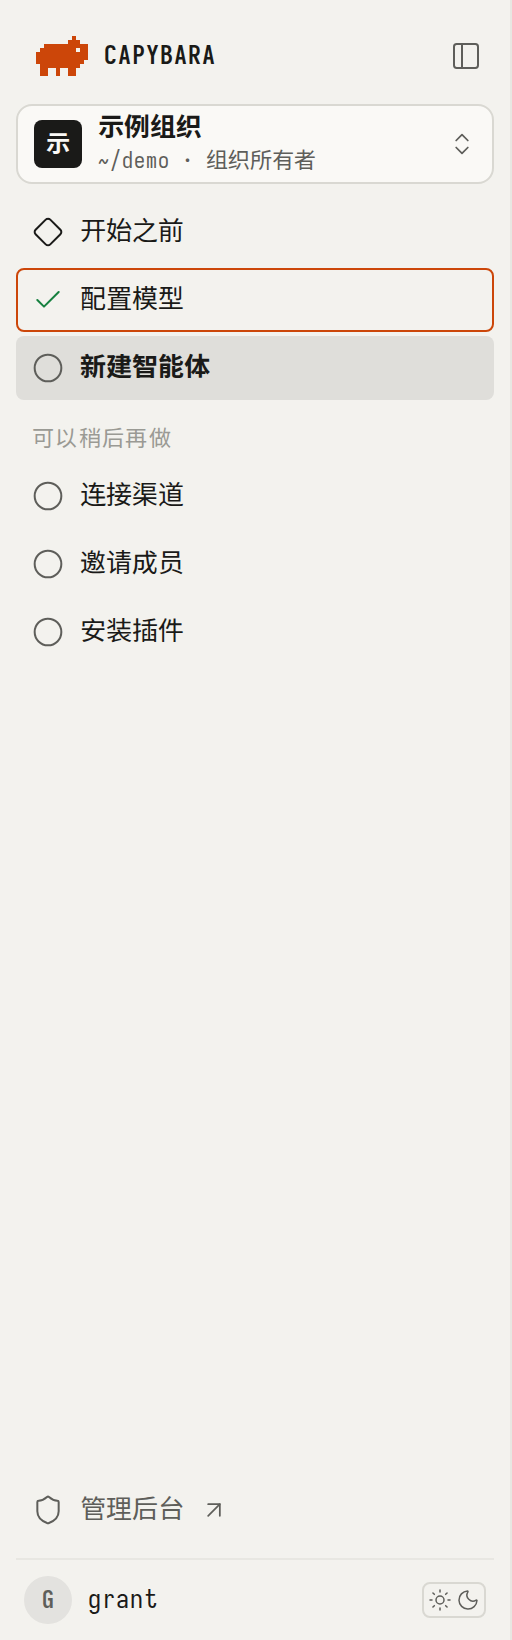 CAPYBARA
示
示例组织
~/demo · 组织所有者
开始之前
配置模型
新建智能体
可以稍后再做
连接渠道
邀请成员
安装插件
管理后台
G
grant